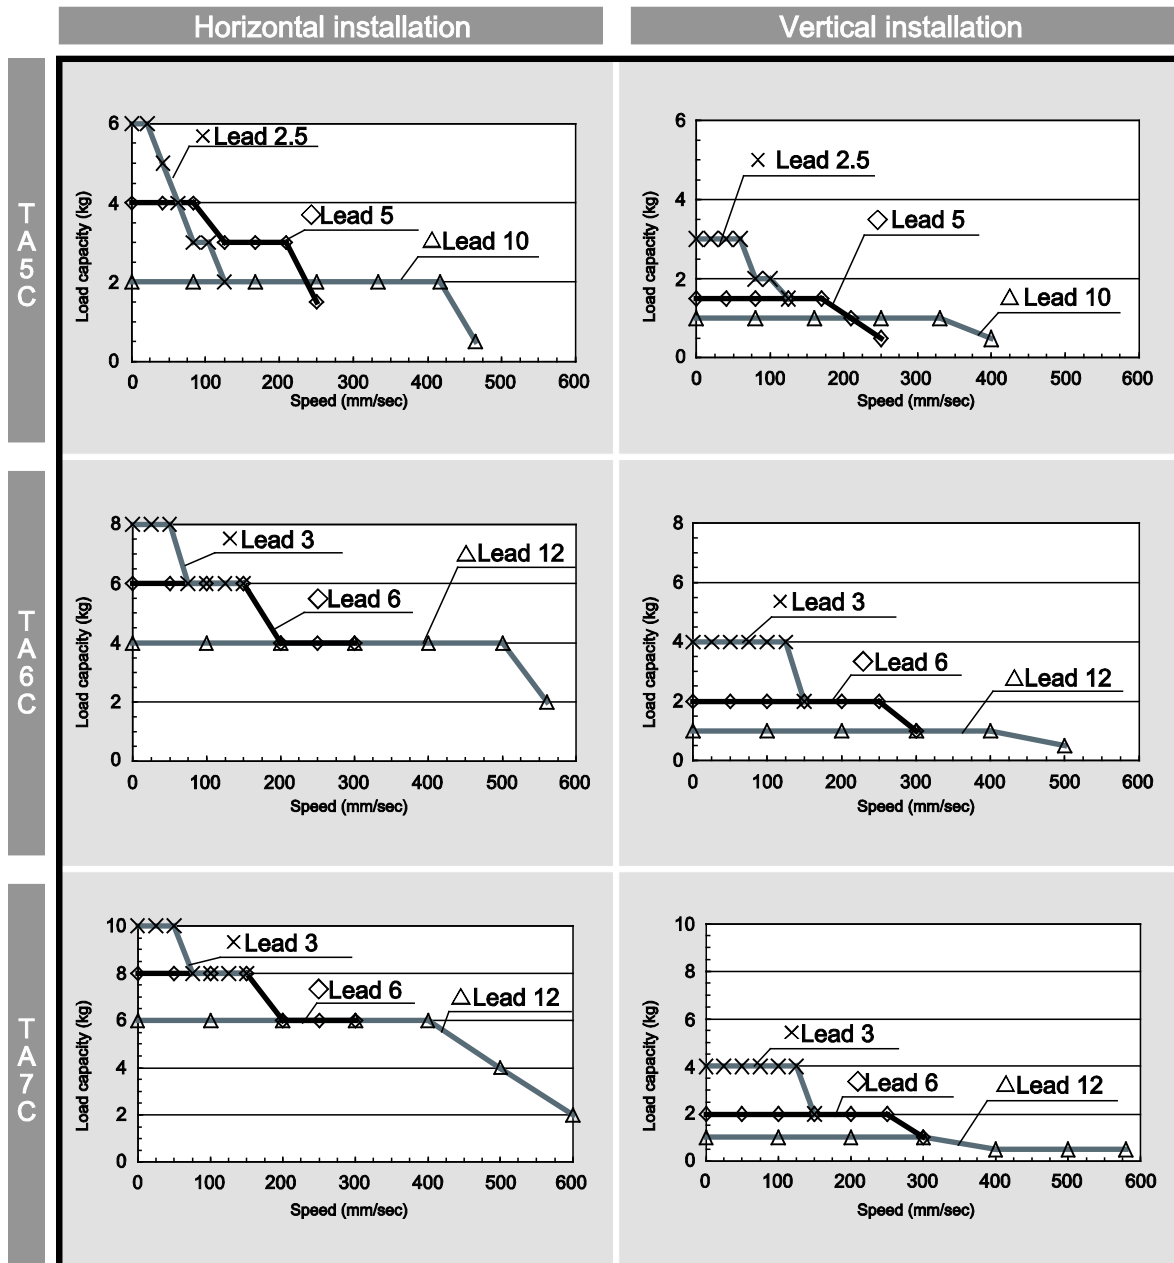 Horizontal installation
Vertical installation
TA5C
6
4
2
0
Load capacity (kg)
Lead 2.5
Lead 5
Lead 10
0 100 200 300 400 500 600
Speed (mm/sec)
6
4
2
0
Load capacity (kg)
Lead 2.5
Lead 5
Lead 10
0 100 200 300 400 500 600
Speed (mm/sec)
TA6C
8
6
4
2
0
Load capacity (kg)
Lead 3
Lead 6
Lead 12
0 100 200 300 400 500 600
Speed (mm/sec)
8
6
4
2
0
Load capacity (kg)
Lead 3
Lead 6
Lead 12
0 100 200 300 400 500 600
Speed (mm/sec)
TA7C
10
8
6
4
2
0
Load capacity (kg)
Lead 3
Lead 6
Lead 12
0 100 200 300 400 500 600
Speed (mm/sec)
10
8
6
4
2
0
Load capacity (kg)
Lead 3
Lead 6
Lead 12
0 100 200 300 400 500 600
Speed (mm/sec)